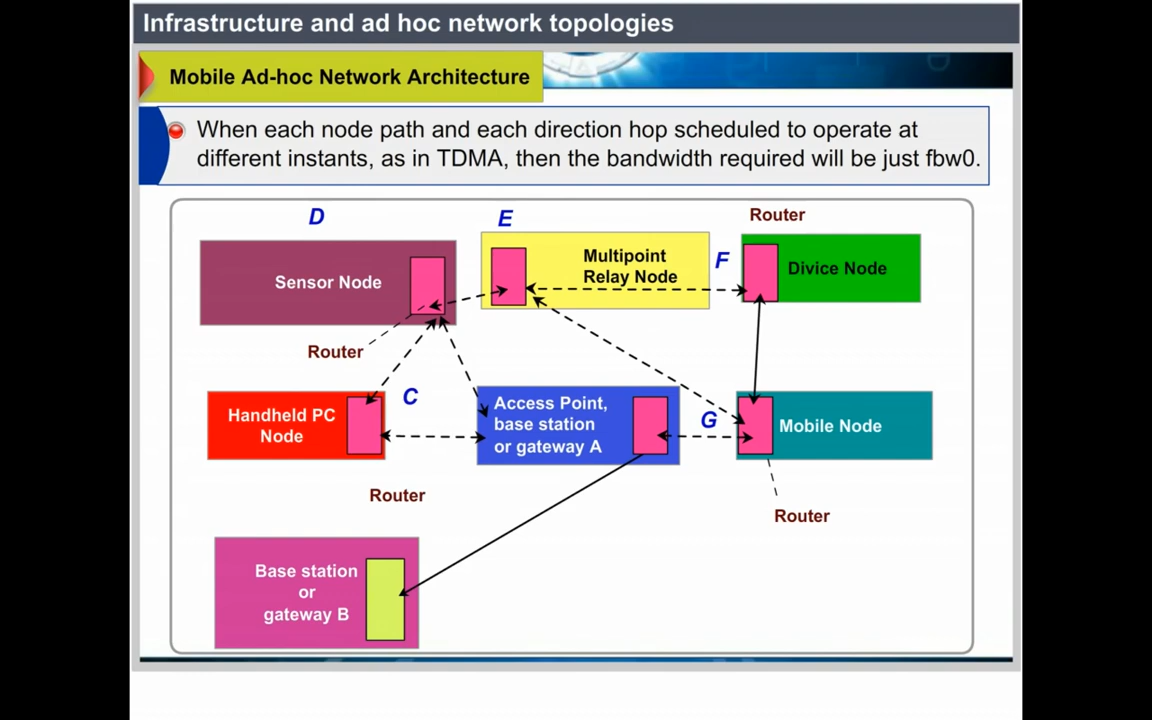 Infrastructure and ad hoc network topologies
Mobile Ad-hoc Network Architecture
When each node path and each direction hop scheduled to operate at
different instants, as in TDMA, then the bandwidth required will be just fbw0.
D
E
Router
Sensor Node
Multipoint
Relay Node
F
Divice Node
Router
C
Handheld PC
Node
Access Point,
base station
or gateway A
G
Mobile Node
Router
Router
Base station
or
gateway B